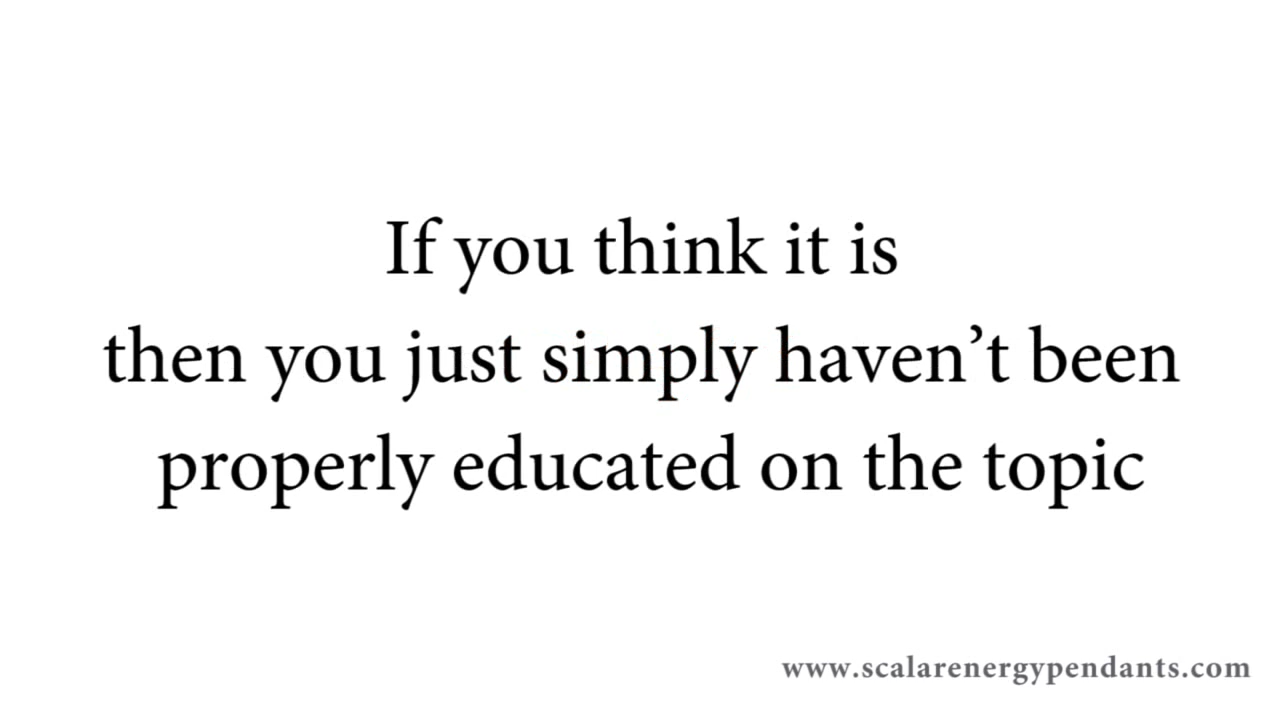 If you think it is
then you just simply haven’t been
properly educated on the topic
www.scalarenergypendants.com